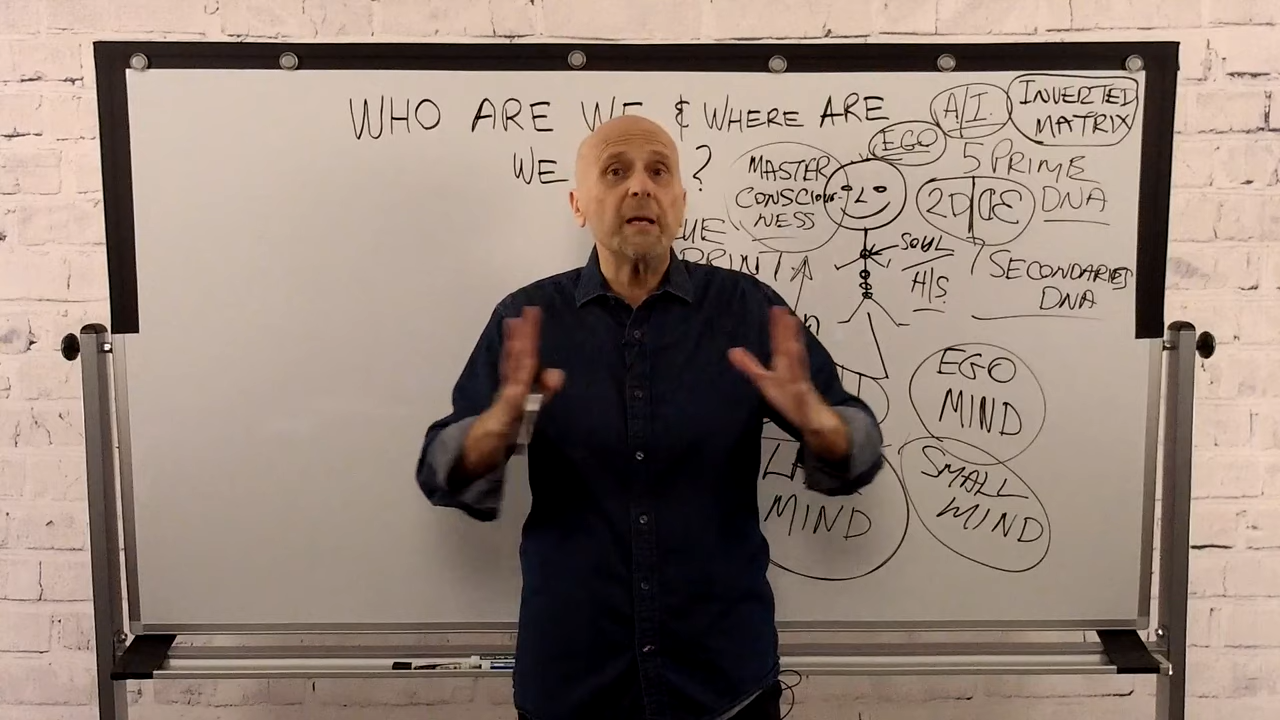 WHO ARE WE & WHERE ARE
WE ?
A/I.
INVERTED
MATRIX
EGO
MASTER
CONSCIOUS-
NESS
5 PRIME
DNA
2D
SOUL
H/S
7 SECONDARIES
DNA
EGO
MIND
MIND
SMALL
MIND